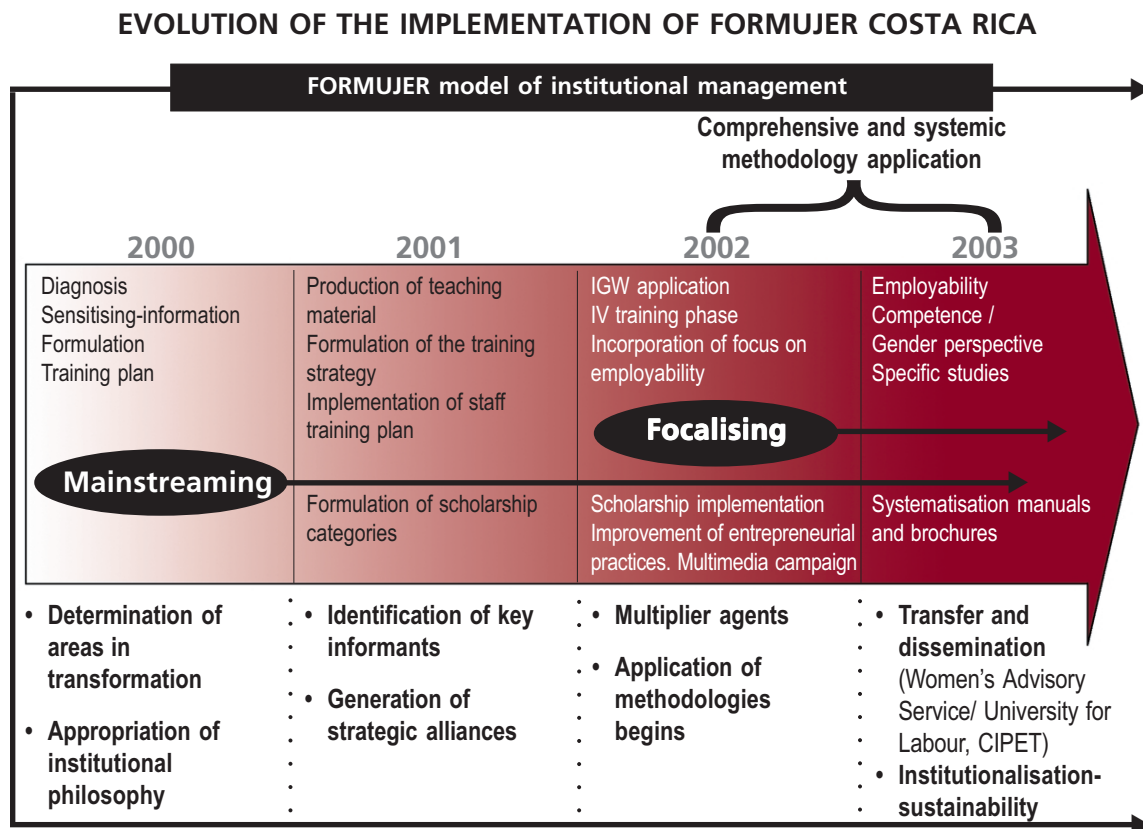 EVOLUTION OF THE IMPLEMENTATION OF FORMUJER COSTA RICA
FORMUJER model of institutional management
Comprehensive and systemic
methodology application
2000
Diagnosis
Sensitising-information
Formulation
Training plan
2001
Production of teaching
material
Formulation of the training
strategy
Implementation of staff
training plan
2002
IGW application
IV training phase
Incorporation of focus on
employability
2003
Employability
Competence /
Gender perspective
Specific studies
Focalising
Mainstreaming
Formulation of scholarship
categories
Scholarship implementation
Improvement of entrepreneurial
practices. Multimedia campaign
Systematisation manuals
and brochures
• Determination of
areas in
transformation
• Appropriation of
institutional
philosophy
• Identification of key
informants
• Generation of
strategic alliances
• Multiplier agents
• Application of
methodologies
begins
• Transfer and
dissemination
(Women's Advisory
Service/ University for
Labour, CIPET)
• Institutionalisation-
sustainability